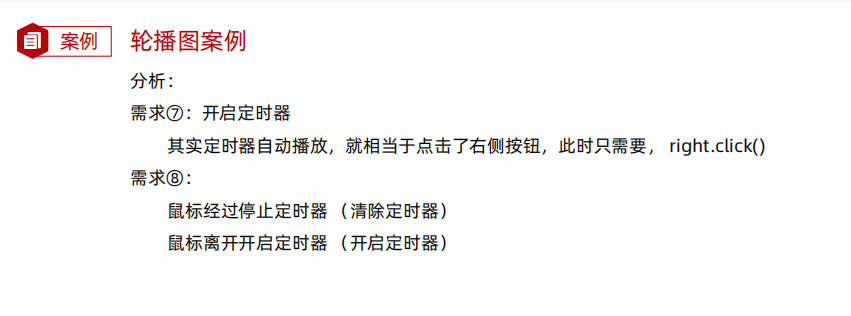 案例
轮播图案例
分析：
需求⑦：开启定时器
其实定时器自动播放，就相当于点击了右侧按钮，此时只需要， right.click()
需求⑧：
鼠标经过停止定时器 （清除定时器）
鼠标离开开启定时器 （开启定时器）